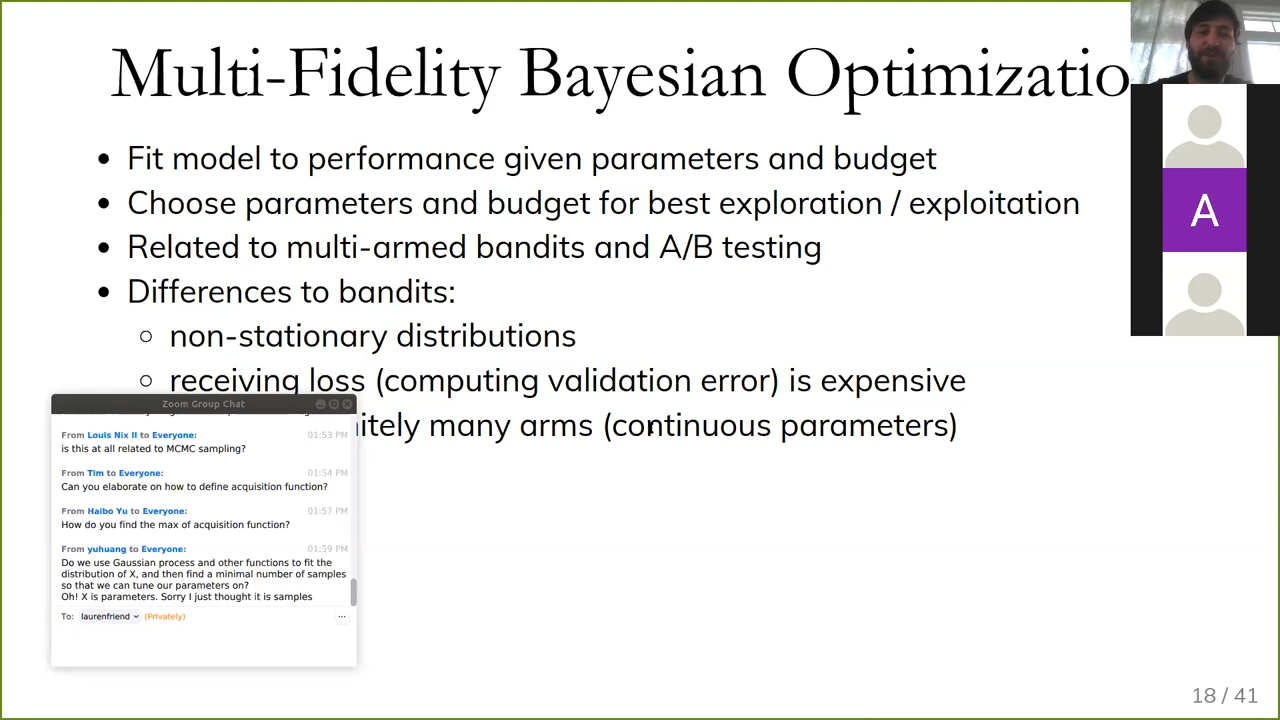 Multi-Fidelity Bayesian Optimizatio
Fit model to performance given parameters and budget
Choose parameters and budget for best exploration / exploitation
Related to multi-armed bandits and A/B testing
Differences to bandits:
non-stationary distributions
receiving loss (computing validation error) is expensive
nitely many arms (continuous parameters)
A
Zoom Group Chat
From Louis Nix II to Everyone: 01:53 PM
is this at all related to MCMC sampling?
From Tim to Everyone: 01:54 PM
Can you elaborate on how to define acquisition function?
From Haibo Yu to Everyone: 01:57 PM
How do you find the max of acquisition function?
From yuhuang to Everyone: 01:59 PM
Do we use Gaussian process and other functions to fit the
distribution of X, and then find a minimal number of samples
so that we can tune our parameters on?
Oh! X is parameters. Sorry I just thought it is samples
To: laurenfriend (Privately) ...
18 / 41